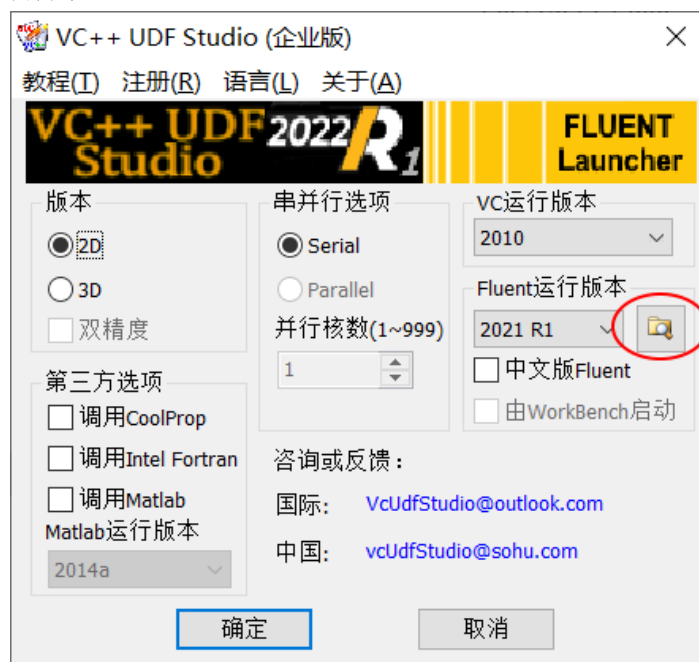 VC++ UDF Studio (企业版)
教程(T) 注册(R) 语言(L) 关于(A)
VC++ UDF Studio 2022 R1 FLUENT Launcher
版本
2D
3D
双精度
串并行选项
Serial
Parallel
并行核数(1~999)
1
VC运行版本
2010
Fluent运行版本
2021 R1
中文版Fluent
由WorkBench启动
第三方选项
调用CoolProp
调用Intel Fortran
调用Matlab
Matlab运行版本
2014a
咨询或反馈:
国际: VcUdfStudio@outlook.com
中国: vcUdfStudio@sohu.com
确定 取消